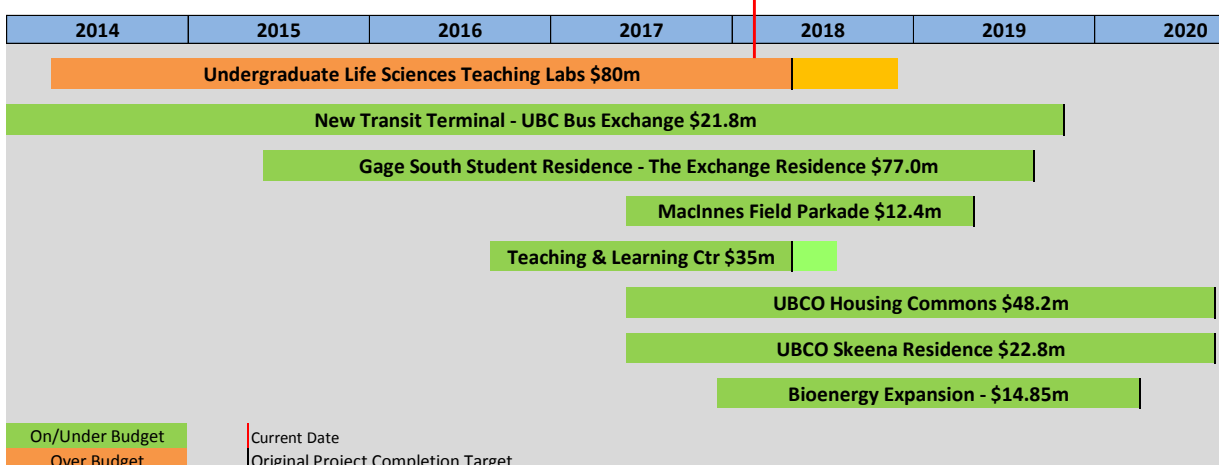 2014 2015 2016 2017 2018 2019 2020
Undergraduate Life Sciences Teaching Labs $80m
New Transit Terminal - UBC Bus Exchange $21.8m
Gage South Student Residence - The Exchange Residence $77.0m
MacInnes Field Parkade $12.4m
Teaching & Learning Ctr $35m
UBCO Housing Commons $48.2m
UBCO Skeena Residence $22.8m
Bioenergy Expansion - $14.85m
On/Under Budget Current Date
Over Budget Original Project Completion Target